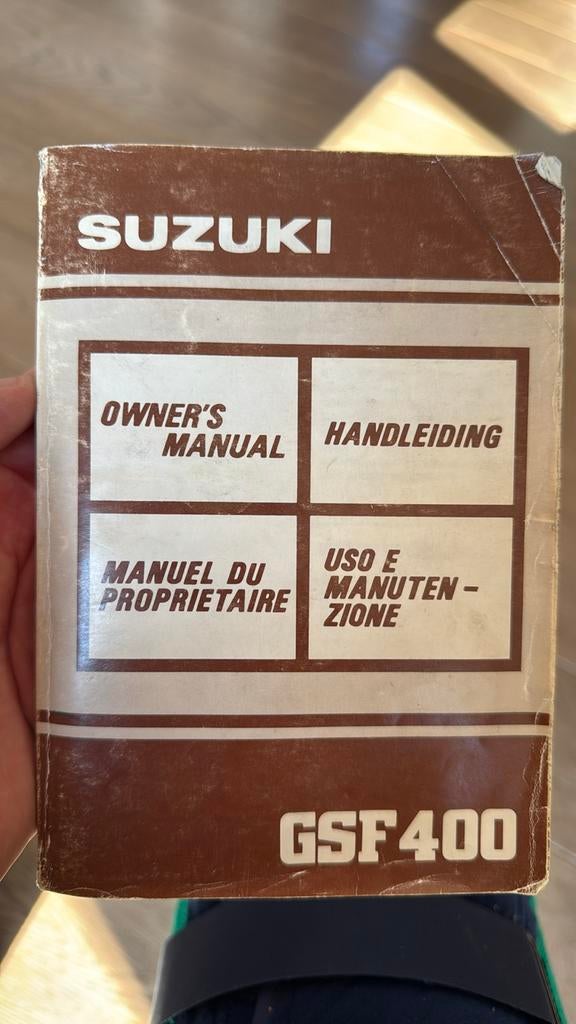 SUZUKI
OWNER'S
MANUAL
HANDLEIDING
MANUEL DU
PROPRIETAIRE
USO E
MANUTEN-
ZIONE
GSF400